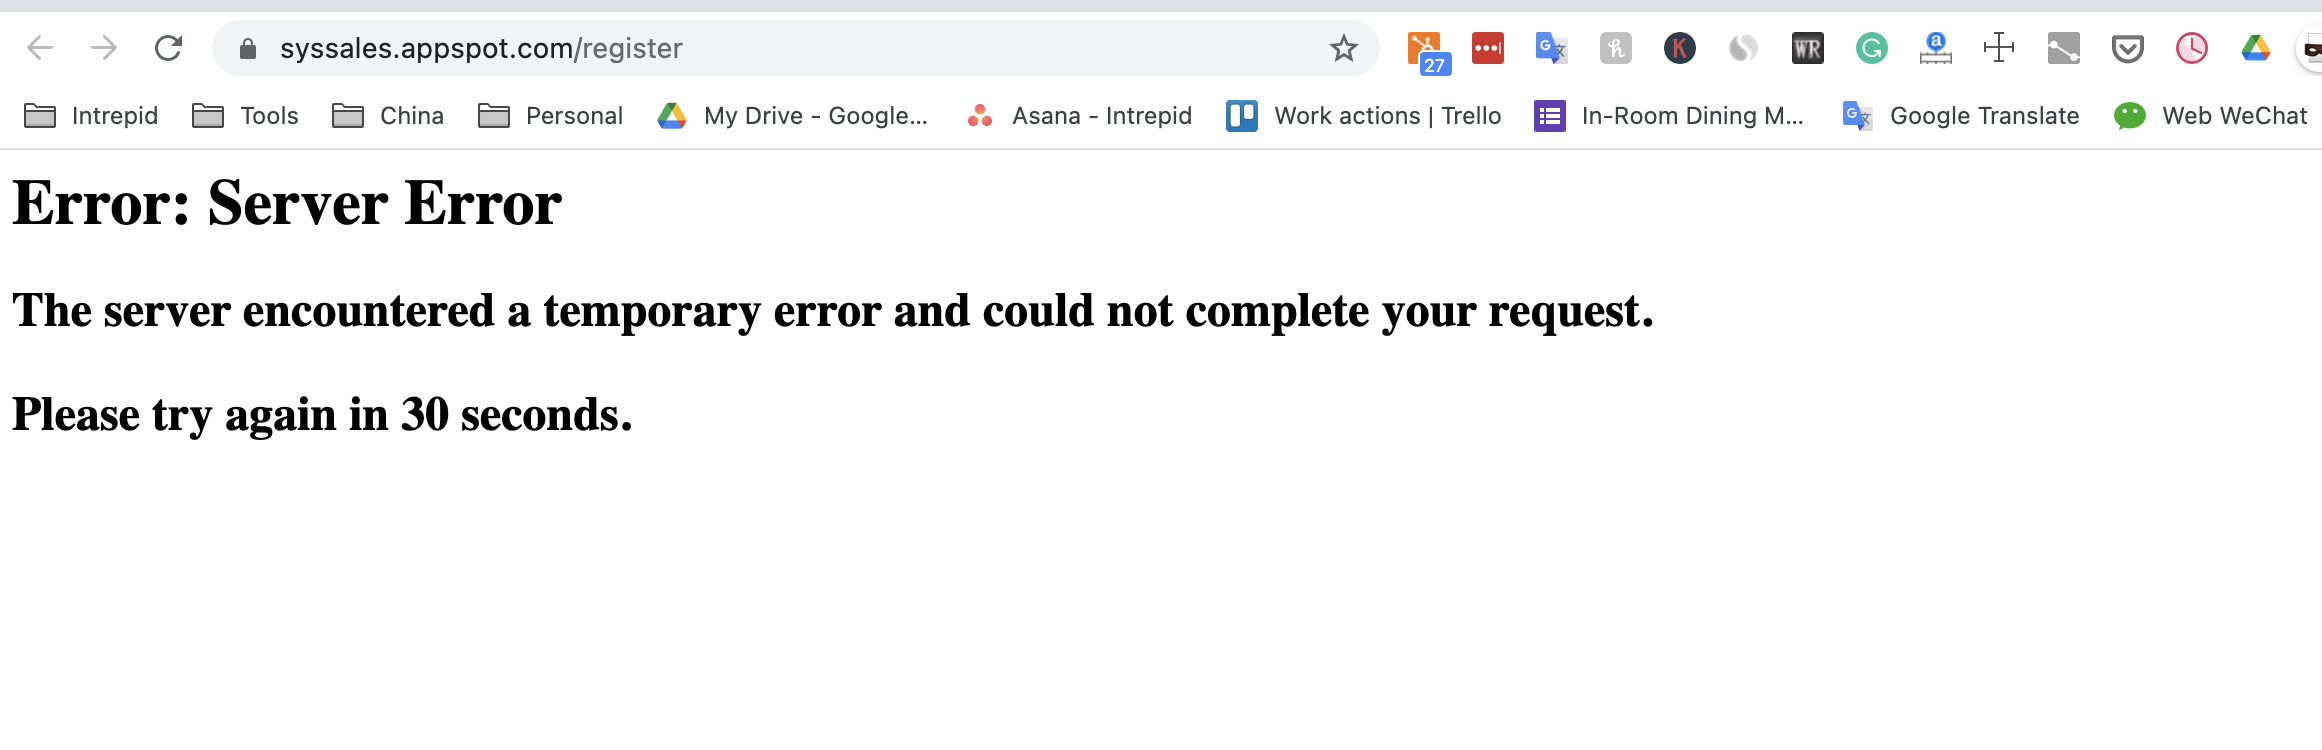 syssales.appspot.com/register
27
G 文
K
WR
G
a
Intrepid
Tools
China
Personal
My Drive - Google...
Asana - Intrepid
Work actions | Trello
In-Room Dining M...
G 文
Google Translate
Web WeChat
Error: Server Error
The server encountered a temporary error and could not complete your request.
Please try again in 30 seconds.